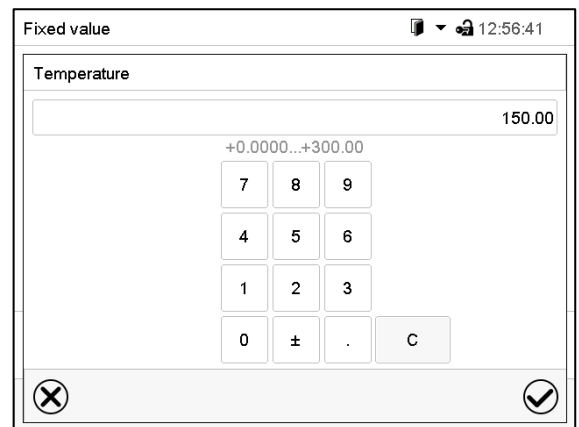 Fixed value 12:56:41
Temperature
150.00
+0.0000...+300.00
7 8 9
4 5 6
1 2 3
0 ± . C